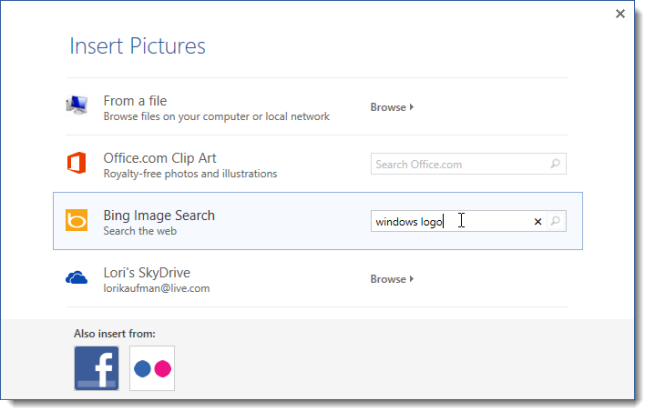 Insert Pictures
From a file
Browse files on your computer or local network
Browse
Office.com Clip Art
Royalty-free photos and illustrations
Search Office.com
Bing Image Search
Search the web
windows logo
Lori's SkyDrive
lorikaufman@live.com
Browse
Also insert from: